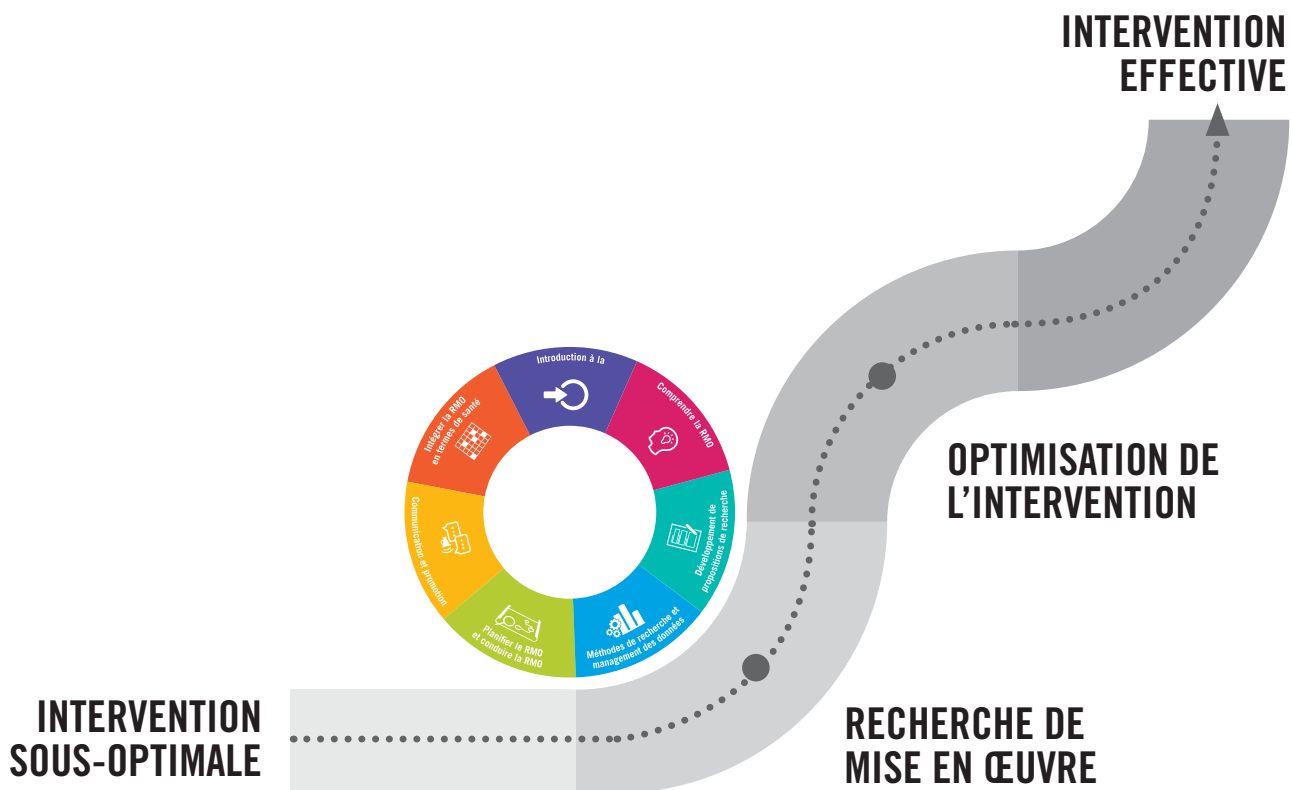 INTERVENTION
EFFECTIVE
Introduction à la
Comprendre la RMO
Développement de
propositions de recherche
Méthodes de recherche et
management des données
Planifier le RMO
et conduire la RMO
Communication et promotion
Intégrer la RMO
en termes de santé
OPTIMISATION DE
L’INTERVENTION
RECHERCHE DE
MISE EN ŒUVRE
INTERVENTION
SOUS-OPTIMALE